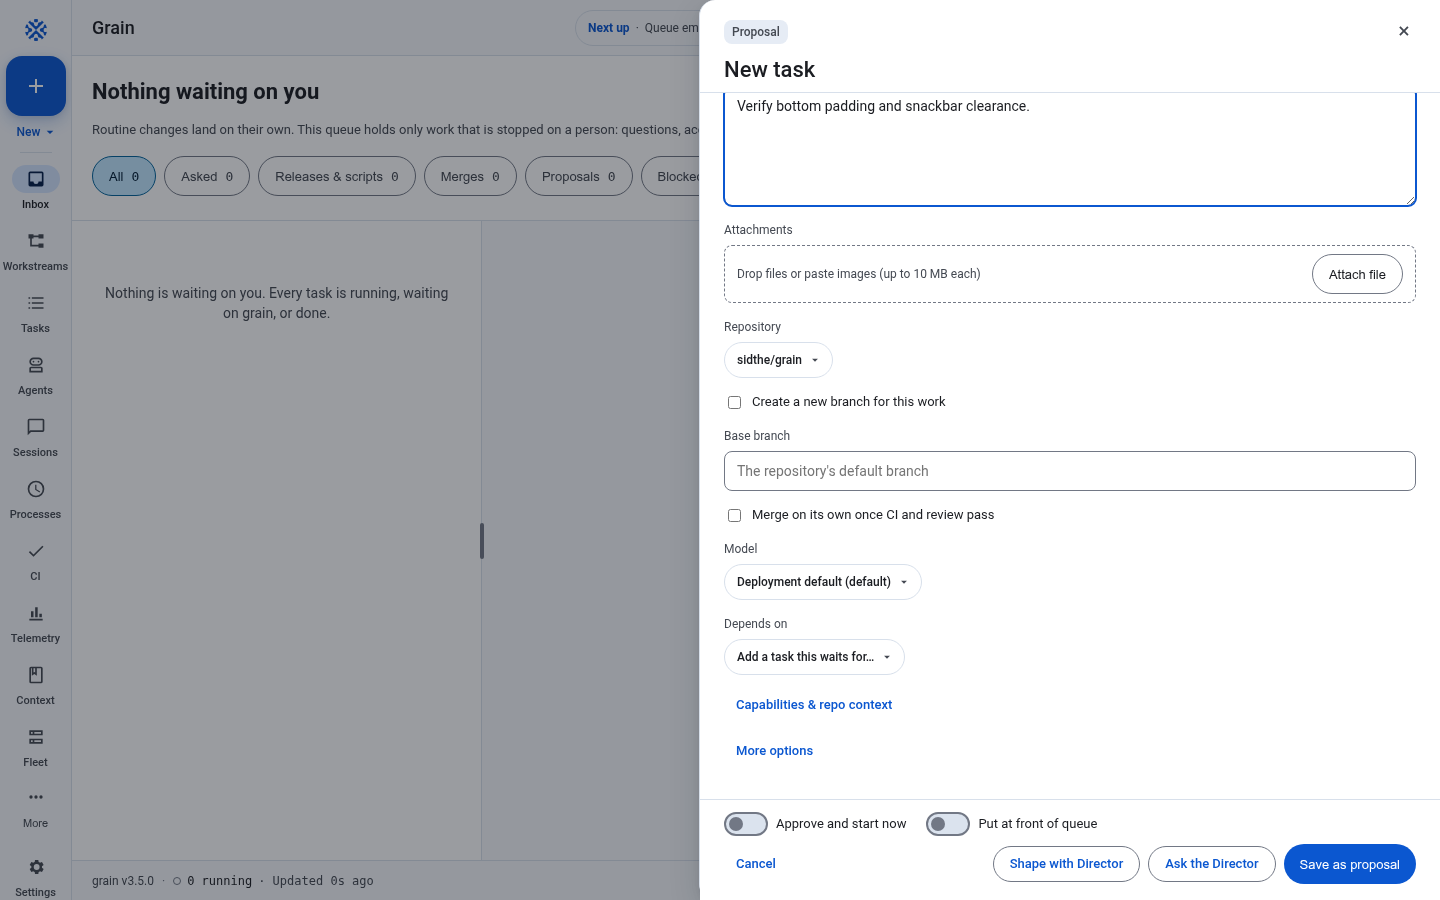 Grain
Next up · Queue em
New
Inbox
Workstreams
Tasks
Agents
Sessions
Processes
CI
Telemetry
Context
Fleet
More
Settings
Nothing waiting on you
Routine changes land on their own. This queue holds only work that is stopped on a person: questions, ac
All 0
Asked 0
Releases & scripts 0
Merges 0
Proposals 0
Blocked
Nothing is waiting on you. Every task is running, waiting
on grain, or done.
grain v3.5.0 · 0 running · Updated 0s ago
Proposal
New task
Verify bottom padding and snackbar clearance.
Attachments
Drop files or paste images (up to 10 MB each)
Attach file
Repository
sidthe/grain
Create a new branch for this work
Base branch
The repository's default branch
Merge on its own once CI and review pass
Model
Deployment default (default)
Depends on
Add a task this waits for…
Capabilities & repo context
More options
Approve and start now
Put at front of queue
Cancel
Shape with Director
Ask the Director
Save as proposal